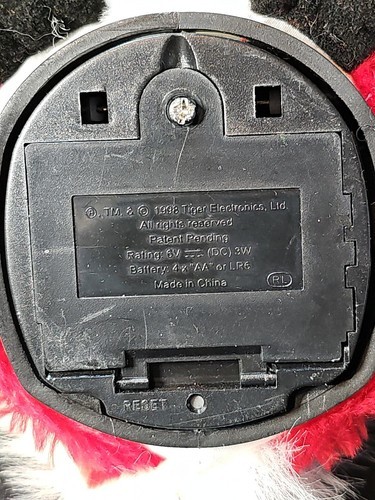 ®, TM. & © 1998 Tiger Electronics, Ltd.
All rights reserved
Patent Pending
Rating: 6V ⎓ (DC) 3W
Battery: 4 x "AA" or LR6
Made in China
RL
RESET